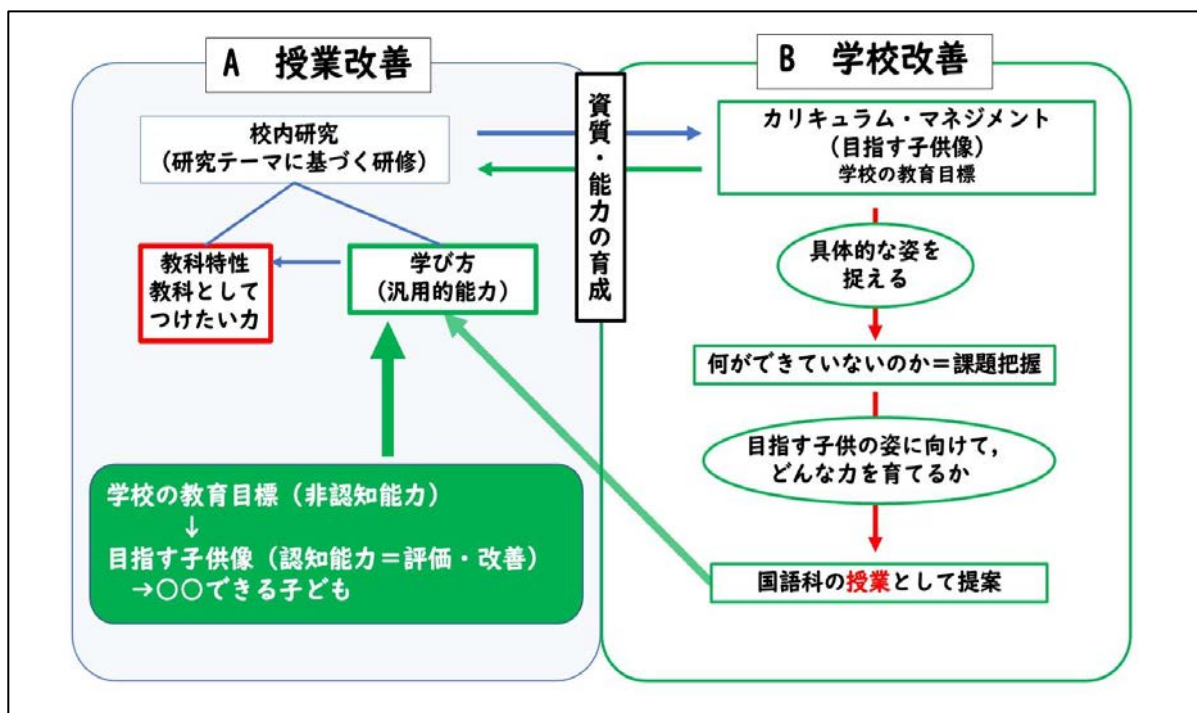 A 授業改善
校内研究
（研究テーマに基づく研修）
教科特性
教科として
つけたい力
学び方
（汎用的能力）
学校の教育目標（非認知能力）
↓
目指す子供像（認知能力＝評価・改善）
→〇〇できる子ども
資質・能力の育成
B 学校改善
カリキュラム・マネジメント
（目指す子供像）
学校の教育目標
具体的な姿を
捉える
何ができていないのか＝課題把握
目指す子供の姿に向けて，
どんな力を育てるか
国語科の授業として提案